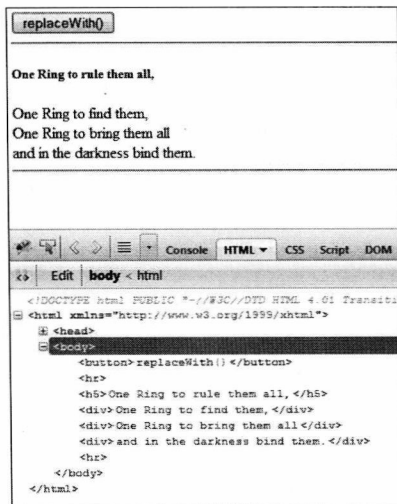 replaceWith()
One Ring to rule them all,
One Ring to find them,
One Ring to bring them all
and in the darkness bind them.
Console HTML CSS Script DOM
Edit body < html
<!DOCTYPE html PUBLIC "-//W3C//DTD HTML 4.01 Transiti
<html xmlns="http://www.w3.org/1999/xhtml">
<head>
<body>
<button>replaceWith()</button>
<hr>
<h5>One Ring to rule them all,</h5>
<div>One Ring to find them,</div>
<div>One Ring to bring them all</div>
<div>and in the darkness bind them.</div>
<hr>
</body>
</html>